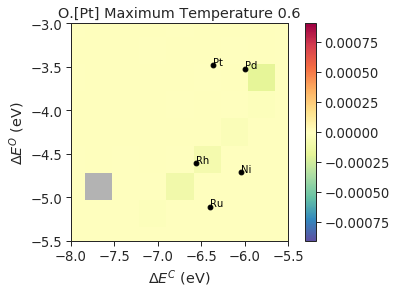 O.[Pt] Maximum Temperature 0.6
−3.0
−3.5
−4.0
−4.5
−5.0
−5.5
ΔE^O (eV)
Pt
Pd
Rh
Ni
Ru
−8.0 −7.5 −7.0 −6.5 −6.0 −5.5
ΔE^C (eV)
0.00075
0.00050
0.00025
0.00000
−0.00025
−0.00050
−0.00075